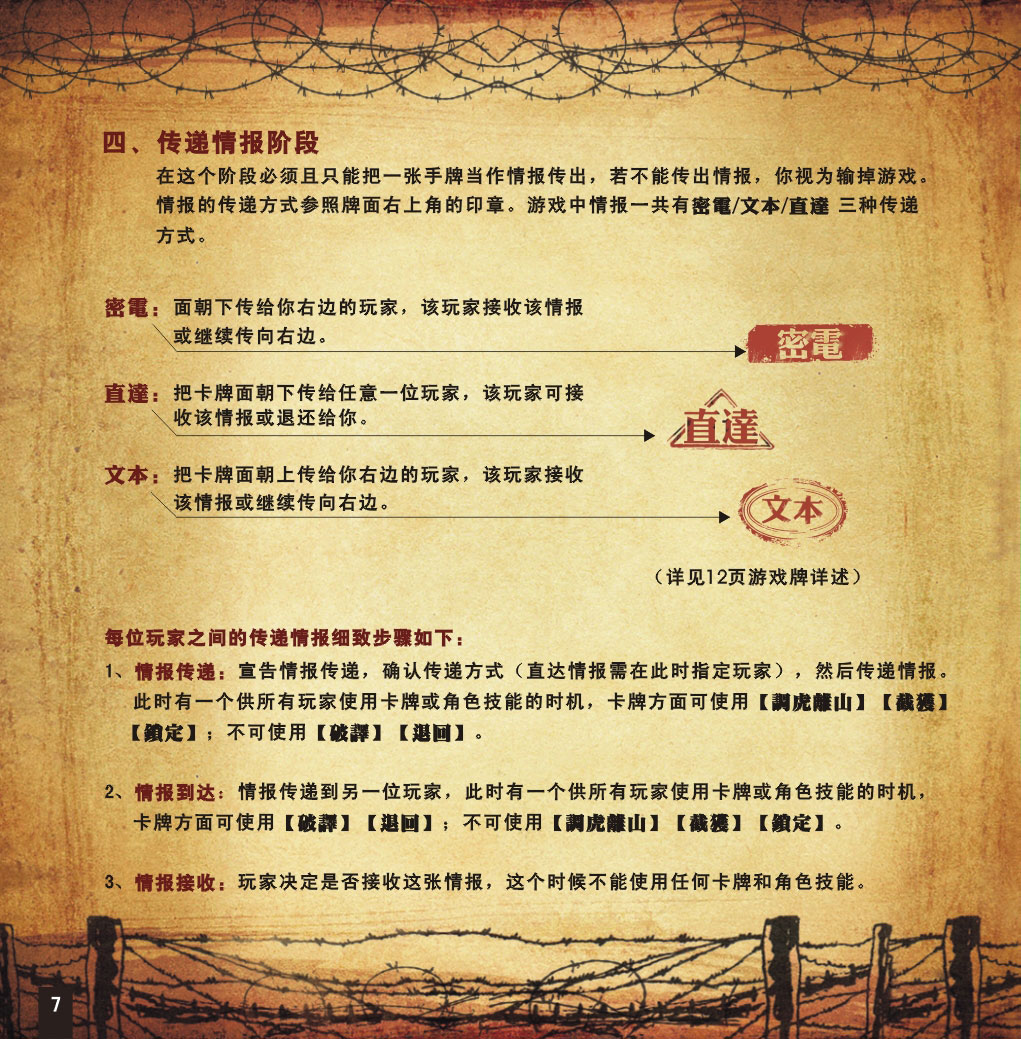 四、传递情报阶段
在这个阶段必须且只能把一张手牌当作情报传出，若不能传出情报，你视为输掉游戏。
情报的传递方式参照牌面右上角的印章。游戏中情报一共有密電/文本/直達 三种传递
方式。
密電：面朝下传给你右边的玩家，该玩家接收该情报
或继续传向右边。
密電
直達：把卡牌面朝下传给任意一位玩家，该玩家可接
收该情报或退还给你。
直達
文本：把卡牌面朝上传给你右边的玩家，该玩家接收
该情报或继续传向右边。
文本
（详见12页游戏牌详述）
每位玩家之间的传递情报细致步骤如下：
1、情报传递：宣告情报传递，确认传递方式（直达情报需在此时指定玩家），然后传递情报。
此时有一个供所有玩家使用卡牌或角色技能的时机，卡牌方面可使用【調虎離山】【截獲】
【鎖定】；不可使用【破譯】【退回】。
2、情报到达：情报传递到另一位玩家，此时有一个供所有玩家使用卡牌或角色技能的时机，
卡牌方面可使用【破譯】【退回】；不可使用【調虎離山】【截獲】【鎖定】。
3、情报接收：玩家决定是否接收这张情报，这个时候不能使用任何卡牌和角色技能。
7